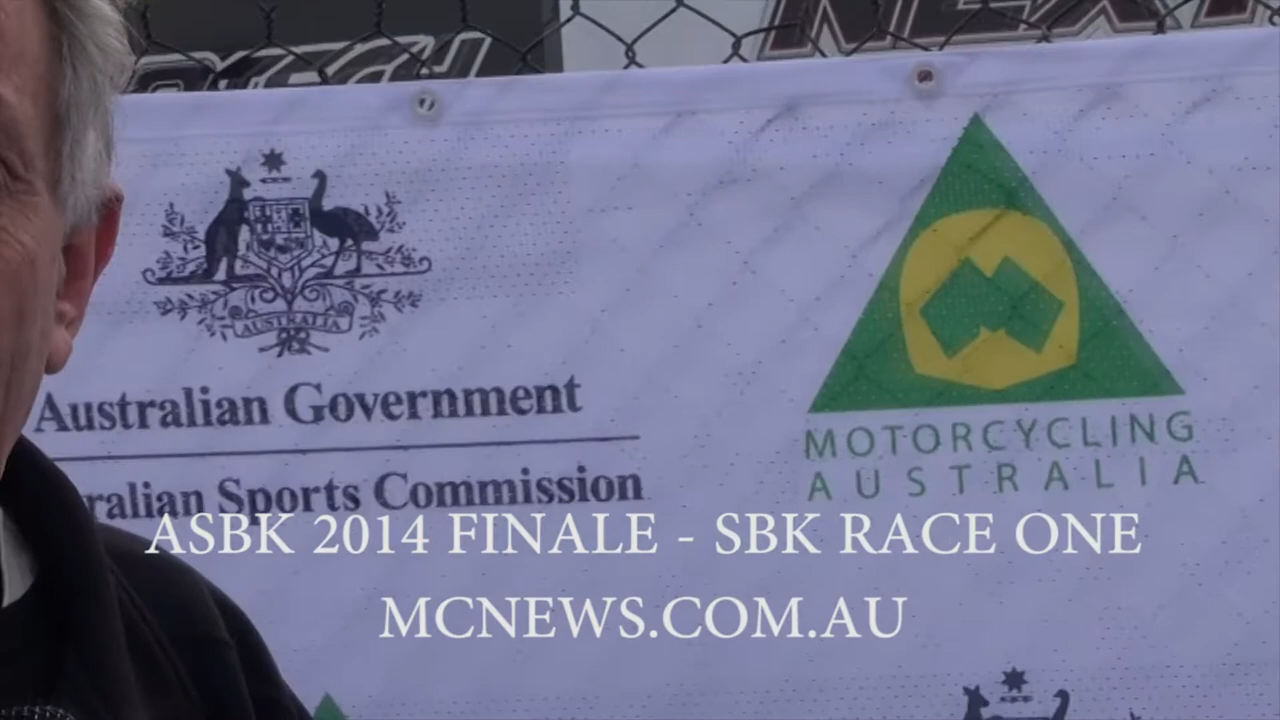 AUSTRALIA
Australian Government
ralian Sports Commission
MOTORCYCLING
AUSTRALIA
ASBK 2014 FINALE - SBK RACE ONE
MCNEWS.COM.AU